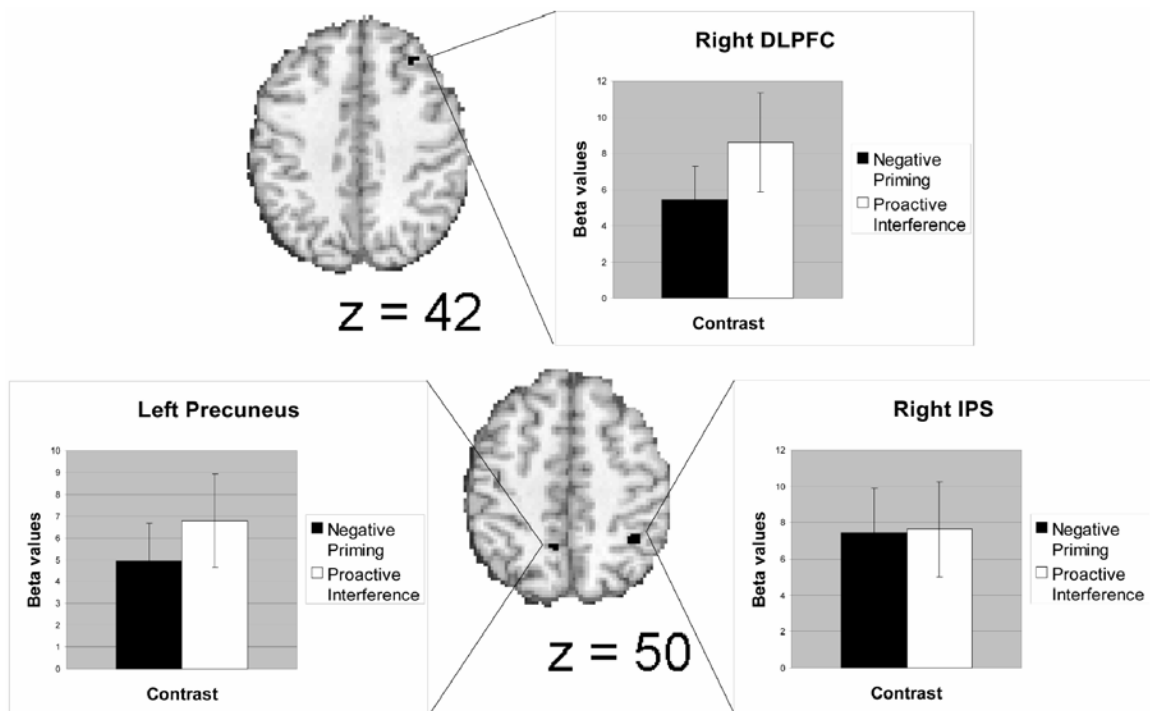 Right DLPFC
12
10
8
6
4
2
0
Beta values
Contrast
Negative
Priming
Proactive
Interference
z = 42
Left Precuneus
10
9
8
7
6
5
4
3
2
1
0
Beta values
Contrast
Negative
Priming
Proactive
Interference
z = 50
Right IPS
12
10
8
6
4
2
0
Beta values
Contrast
Negative
Priming
Proactive
Interference